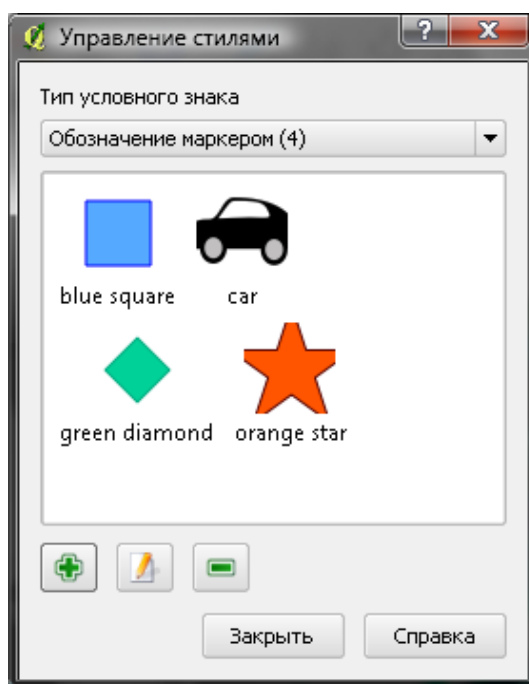 Управление стилями
Тип условного знака
Обозначение маркером (4)
blue square car
green diamond orange star
Закрыть Справка